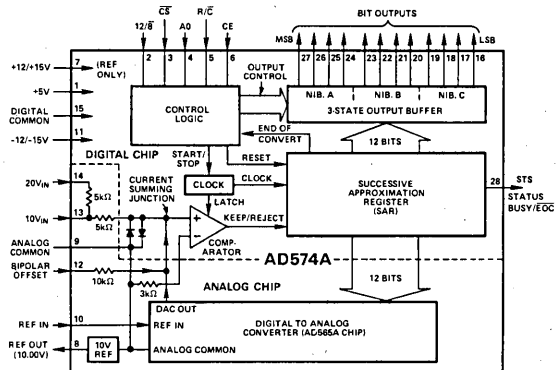 BIT OUTPUTS
12/8̅ C̅S̅ A0 R/C̅ CE
MSB LSB
2 3 4 5 6
27 26 25 24 23 22 21 20 19 18 17 16
+12/+15V 7 (REF ONLY)
+5V 1
DIGITAL COMMON 15
-12/-15V 11
CONTROL LOGIC
OUTPUT CONTROL
NIB. A NIB. B NIB. C
3-STATE OUTPUT BUFFER
END OF CONVERT
12 BITS
DIGITAL CHIP
START/STOP
RESET
CLOCK
CLOCK
LATCH
SUCCESSIVE APPROXIMATION REGISTER (SAR)
28 STS
STATUS
BUSY/E̅O̅C̅
20VIN 14
5kΩ
CURRENT SUMMING JUNCTION
10VIN 13
5kΩ
+
-
KEEP/REJECT
COMP-ARATOR
ANALOG COMMON 9
AD574A
BIPOLAR OFFSET 12
10kΩ
3kΩ
ANALOG CHIP
12 BITS
DAC OUT
REF IN 10
REF IN
DIGITAL TO ANALOG CONVERTER (AD565A CHIP)
REF OUT (10.00V) 8
10V REF
ANALOG COMMON